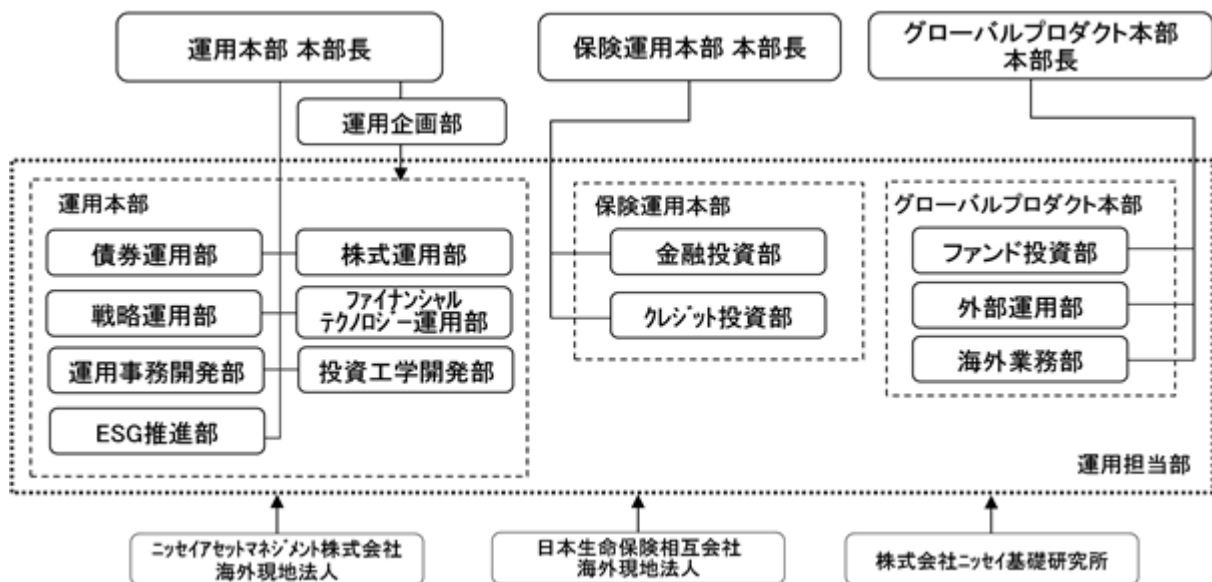 運用本部 本部長
保険運用本部 本部長
グローバルプロダクト本部
本部長
運用企画部
運用本部
債券運用部
株式運用部
戦略運用部
ファイナンシャル
テクノロジー運用部
運用事務開発部
投資工学開発部
ESG推進部
保険運用本部
金融投資部
クレジット投資部
グローバルプロダクト本部
ファンド投資部
外部運用部
海外業務部
運用担当部
ニッセイアセットマネジメント株式会社
海外現地法人
日本生命保険相互会社
海外現地法人
株式会社ニッセイ基礎研究所